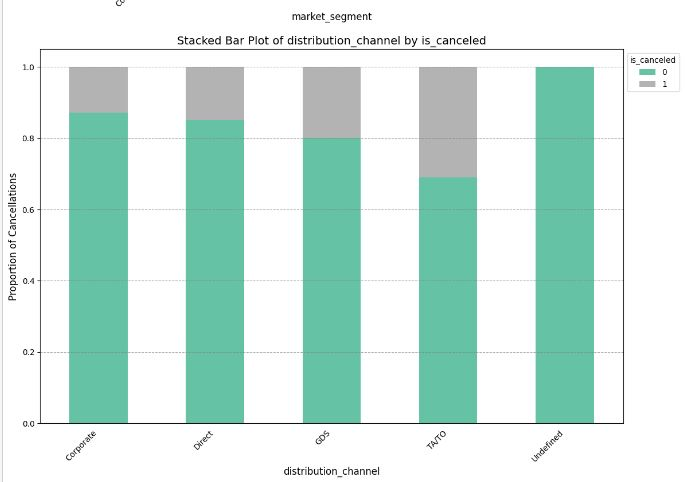 Co
market_segment
Stacked Bar Plot of distribution_channel by is_canceled
is_canceled
0
1
1.0
0.8
0.6
0.4
0.2
0.0
Proportion of Cancellations
Corporate
Direct
GDS
TA/TO
Undefined
distribution_channel